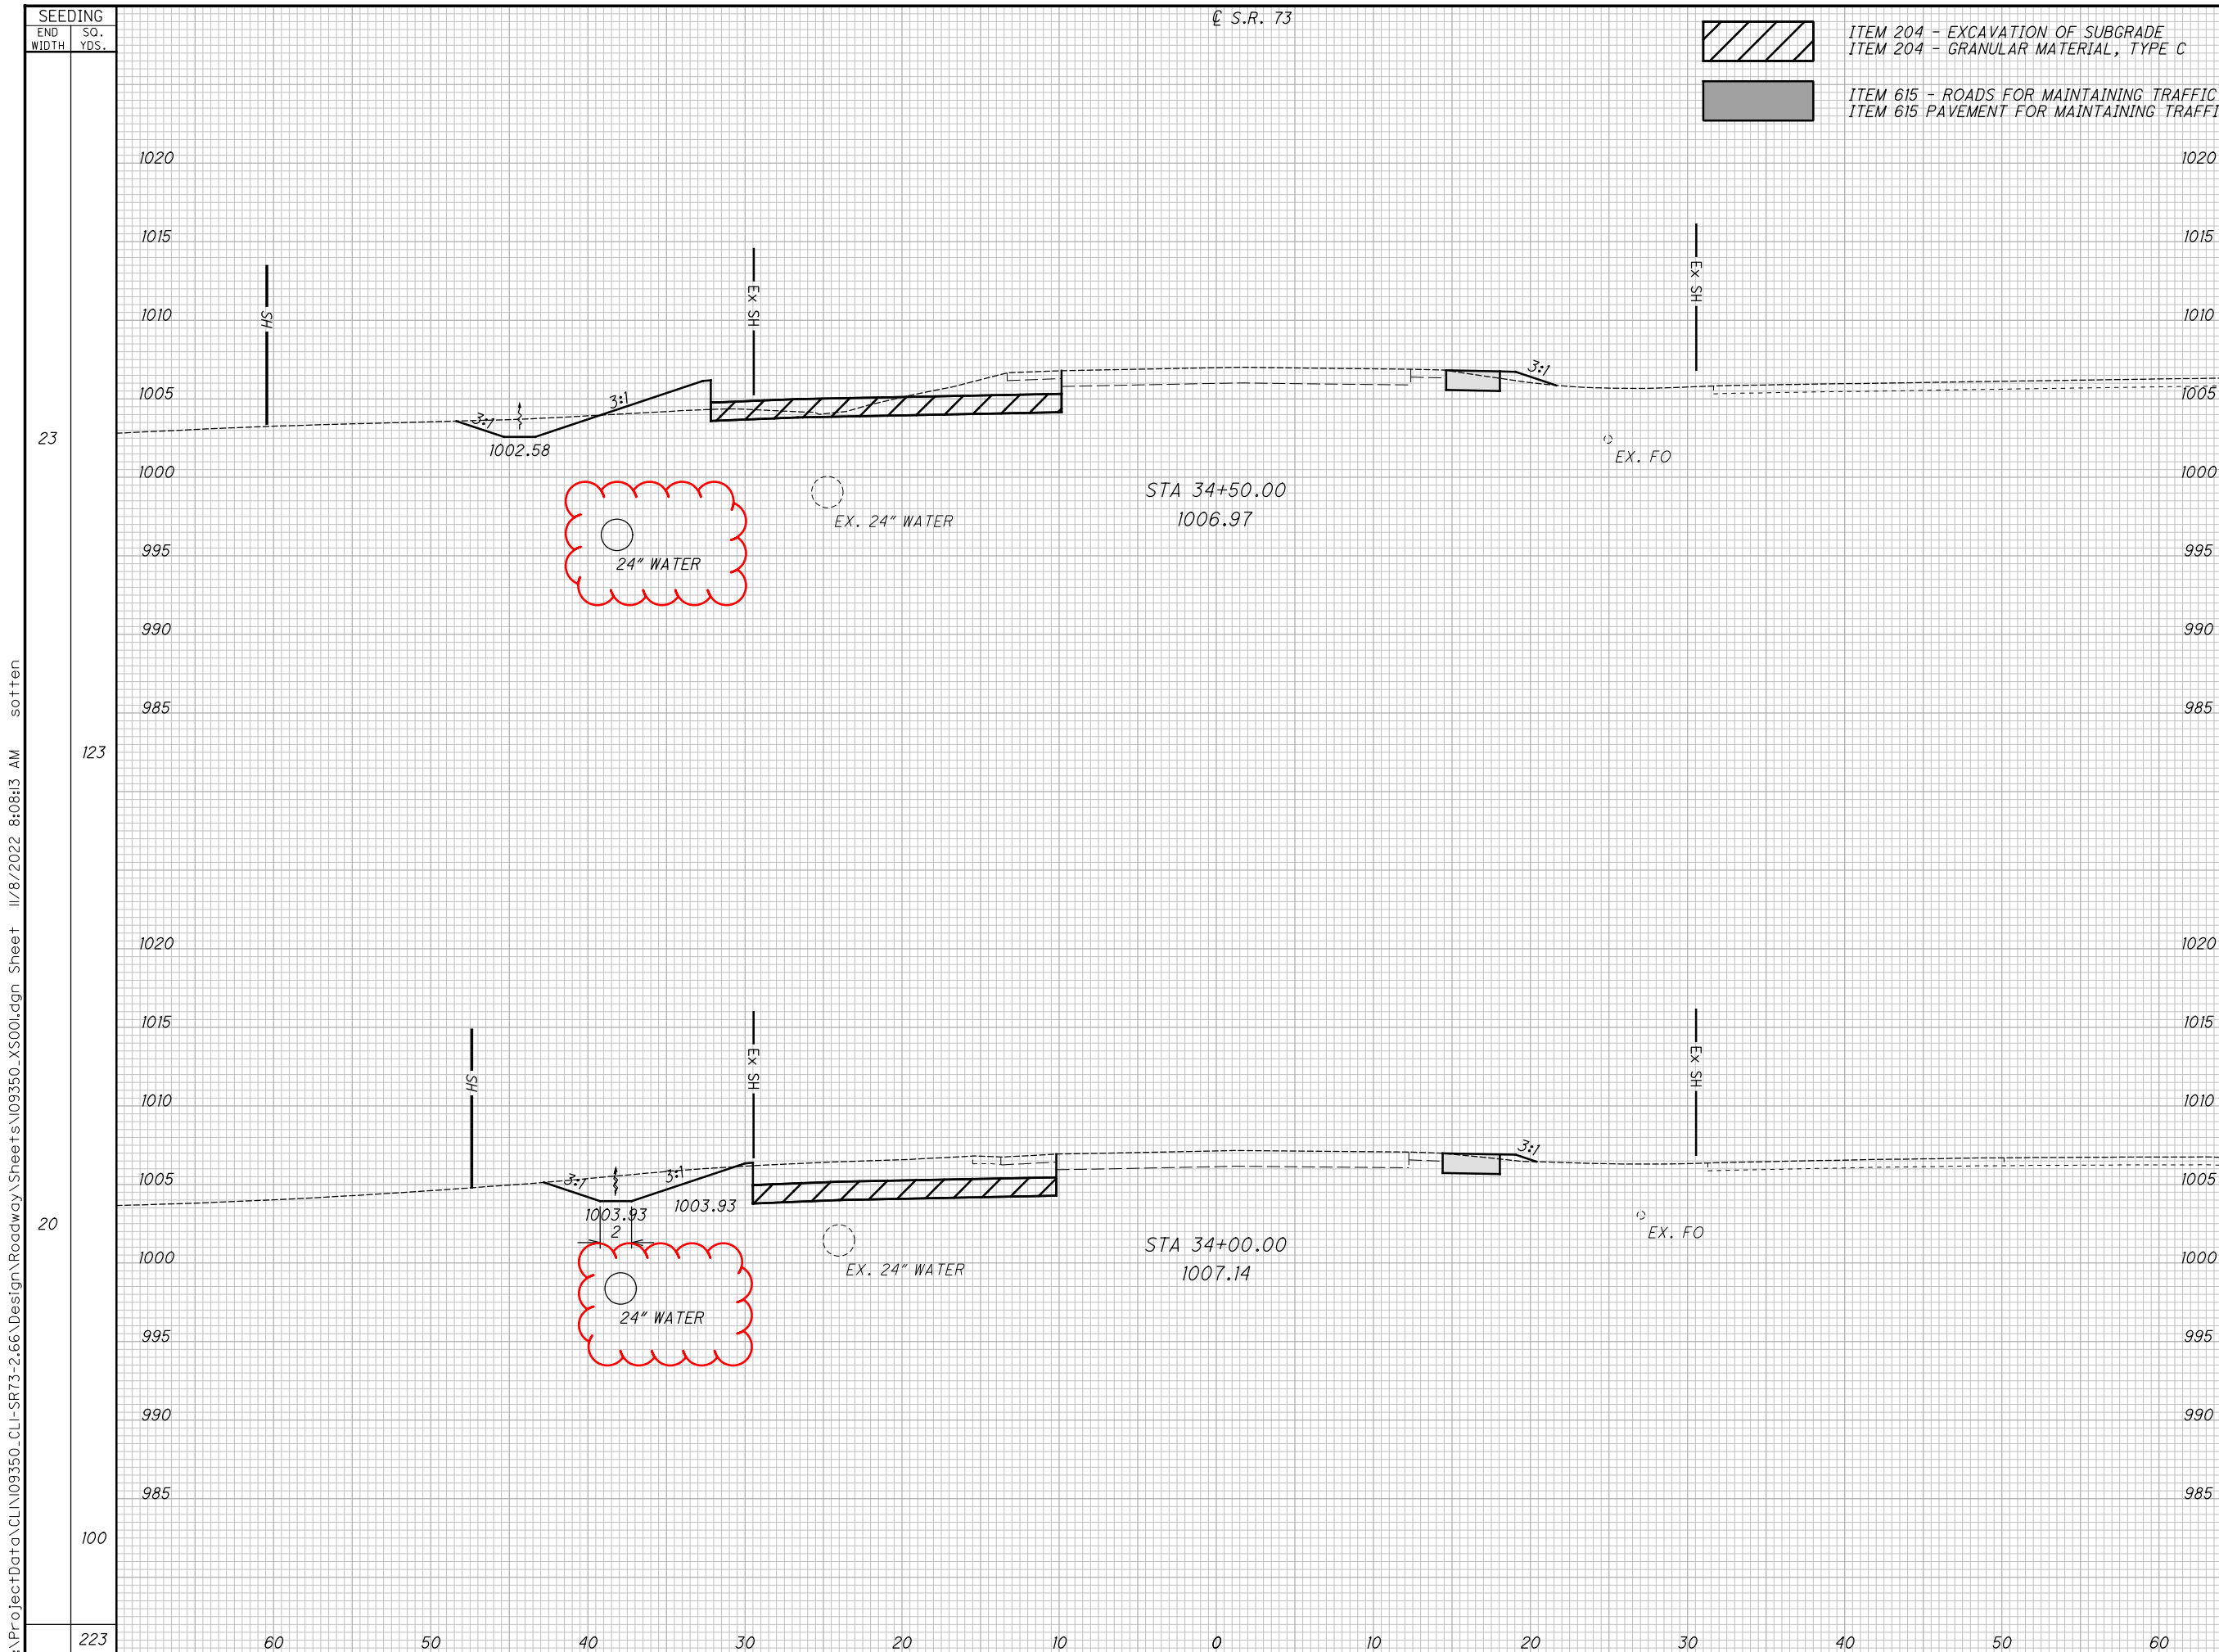 SEEDING
END WIDTH
SQ. YDS.
℄ S.R. 73
ITEM 204 - EXCAVATION OF SUBGRADE
ITEM 204 - GRANULAR MATERIAL, TYPE C
ITEM 615 - ROADS FOR MAINTAINING TRAFFIC
ITEM 615 PAVEMENT FOR MAINTAINING TRAFFI
1020 1020
1015 1015
Ex SH
Ex SH
SH
1010 1010
3:1
1005 3:1 1005
3:1
23
1002.58
EX. FO
1000 1000
STA 34+50.00
EX. 24" WATER
1006.97
995 995
24" WATER
990 990
985 985
123
1020 1020
1015 1015
Ex SH
Ex SH
SH
1010 1010
3:1
1005 3:1 3:1 1005
1003.93
1003.93
20
2
EX. FO
STA 34+00.00
1000 1000
EX. 24" WATER
1007.14
24" WATER
995 995
990 990
985 985
100
223
60 50 40 30 20 10 0 10 20 30 40 50 60
\ProjectData\CLI\109350_CLI-SR73-2.66\Design\Roadway\Sheets\109350_XS001.dgn Sheet 11/8/2022 8:08:13 AM sotten